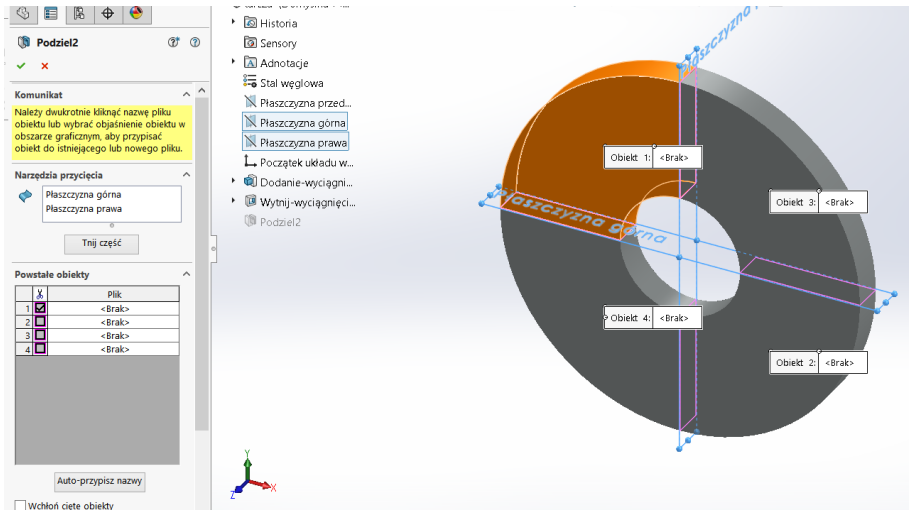 Podziel2
Komunikat
Należy dwukrotnie kliknąć nazwę pliku
obiektu lub wybrać objaśnienie obiektu w
obszarze graficznym, aby przypisać
obiekt do istniejącego lub nowego pliku.
Narzędzia przycięcia
Płaszczyzna górna
Płaszczyzna prawa
Tnij część
Powstałe obiekty
Plik
1 <Brak>
2 <Brak>
3 <Brak>
4 <Brak>
Auto-przypisz nazwy
Wchłoń cięte obiekty
Historia
Sensory
Adnotacje
Stal węglowa
Płaszczyzna przed...
Płaszczyzna górna
Płaszczyzna prawa
Początek układu w...
Dodanie-wyciągni...
Wytnij-wyciągnięci...
Podziel2
Płaszczyzna górna
Obiekt 1: <Brak>
Obiekt 3: <Brak>
Obiekt 4: <Brak>
Obiekt 2: <Brak>
Y
Z
X